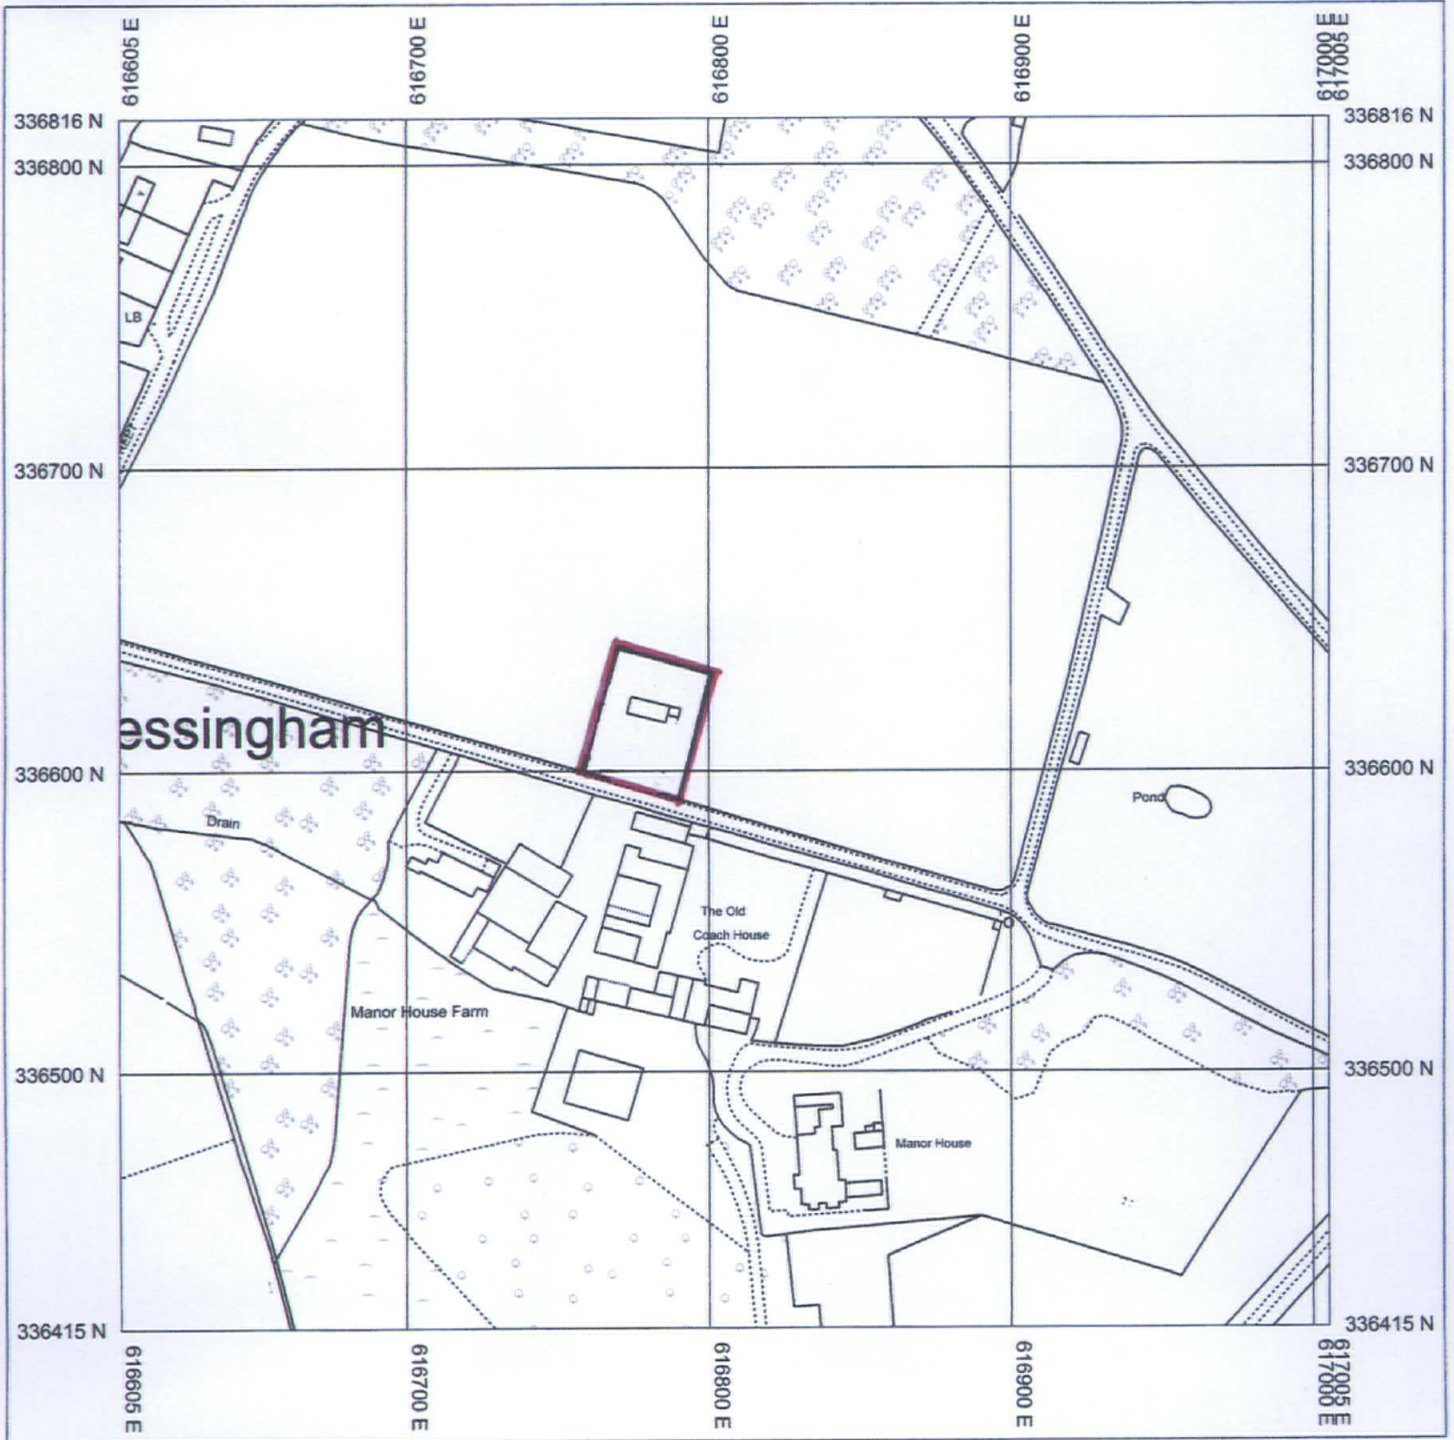 616605 E
616700 E
616800 E
616900 E
617000 E
617005 E
336816 N
336816 N
336800 N
336800 N
LB
336700 N
336700 N
essingham
336600 N
336600 N
Pond
Drain
The Old
Coach House
Manor House Farm
336500 N
336500 N
Manor House
336415 N
336415 N
616605 E
616700 E
616800 E
616900 E
617000 E
617005 E